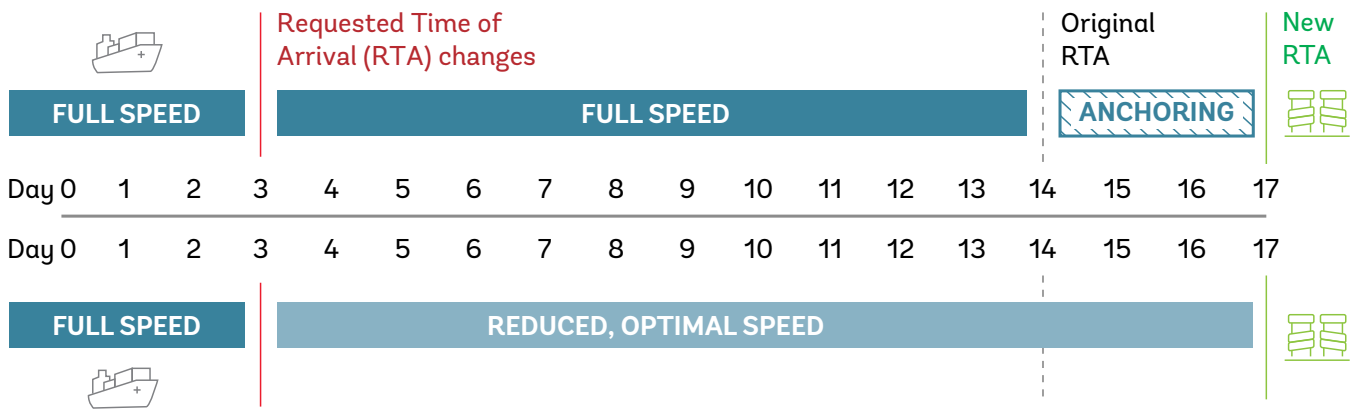 Requested Time of
Arrival (RTA) changes
Original
RTA
New
RTA
FULL SPEED
FULL SPEED
ANCHORING
Day 0 1 2 3 4 5 6 7 8 9 10 11 12 13 14 15 16 17
Day 0 1 2 3 4 5 6 7 8 9 10 11 12 13 14 15 16 17
FULL SPEED
REDUCED, OPTIMAL SPEED